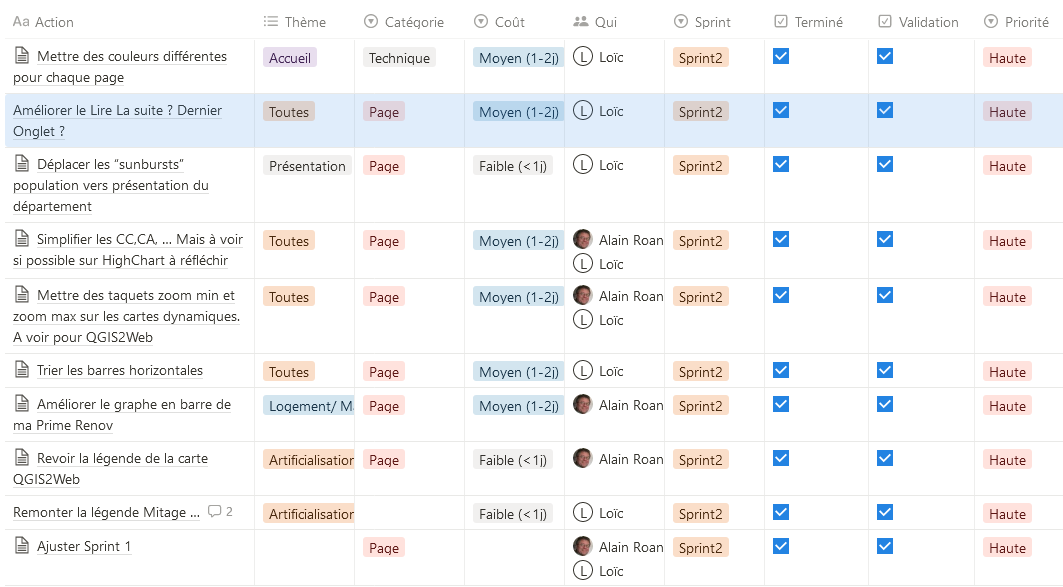 Aa Action Thème Catégorie Coût Qui Sprint Terminé Validation Priorité
Mettre des couleurs différentes Accueil Technique Moyen (1-2j) L Loïc Sprint2 Haute
pour chaque page
Améliorer le Lire La suite ? Dernier Toutes Page Moyen (1-2j) L Loïc Sprint2 Haute
Onglet ?
Déplacer les “sunbursts” Présentation Page Faible (<1j) L Loïc Sprint2 Haute
population vers présentation du
département
Simplifier les CC,CA, ... Mais à voir Toutes Page Moyen (1-2j) Alain Roan Sprint2 Haute
si possible sur HighChart à réfléchir L Loïc
Mettre des taquets zoom min et Toutes Page Moyen (1-2j) Alain Roan Sprint2 Haute
zoom max sur les cartes dynamiques. L Loïc
A voir pour QGIS2Web
Trier les barres horizontales Toutes Page Moyen (1-2j) L Loïc Sprint2 Haute
Améliorer le graphe en barre de Logement/ Ma Page Moyen (1-2j) Alain Roan Sprint2 Haute
ma Prime Renov
Revoir la légende de la carte Artificialisation Page Faible (<1j) Alain Roan Sprint2 Haute
QGIS2Web
Remonter la légende Mitage ... 2 Artificialisation Faible (<1j) L Loïc Sprint2 Haute
Ajuster Sprint 1 Page Alain Roan Sprint2 Haute
L Loïc